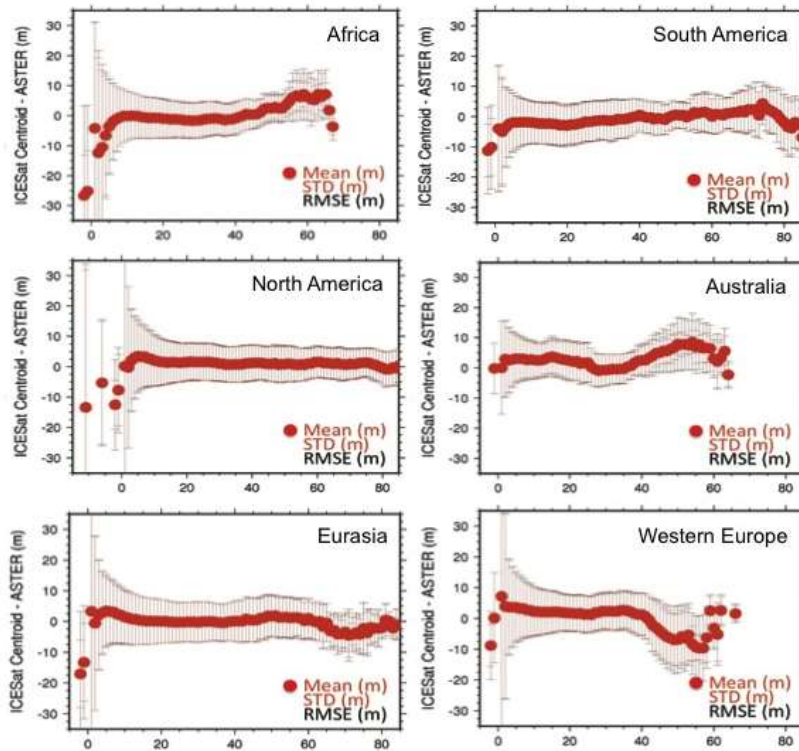 Africa
ICESat Centroid - ASTER (m)
30
20
10
0
-10
-20
-30
Mean (m)
STD (m)
RMSE (m)
0 20 40 60 80
South America
ICESat Centroid - ASTER (m)
30
20
10
0
-10
-20
-30
Mean (m)
STD (m)
RMSE (m)
0 20 40 60 80
North America
ICESat Centroid - ASTER (m)
30
20
10
0
-10
-20
-30
Mean (m)
STD (m)
RMSE (m)
0 20 40 60 80
Australia
ICESat Centroid - ASTER (m)
30
20
10
0
-10
-20
-30
Mean (m)
STD (m)
RMSE (m)
0 20 40 60 80
Eurasia
ICESat Centroid - ASTER (m)
30
20
10
0
-10
-20
-30
Mean (m)
STD (m)
RMSE (m)
0 20 40 60 80
Western Europe
ICESat Centroid - ASTER (m)
30
20
10
0
-10
-20
-30
Mean (m)
STD (m)
RMSE (m)
0 20 40 60 80